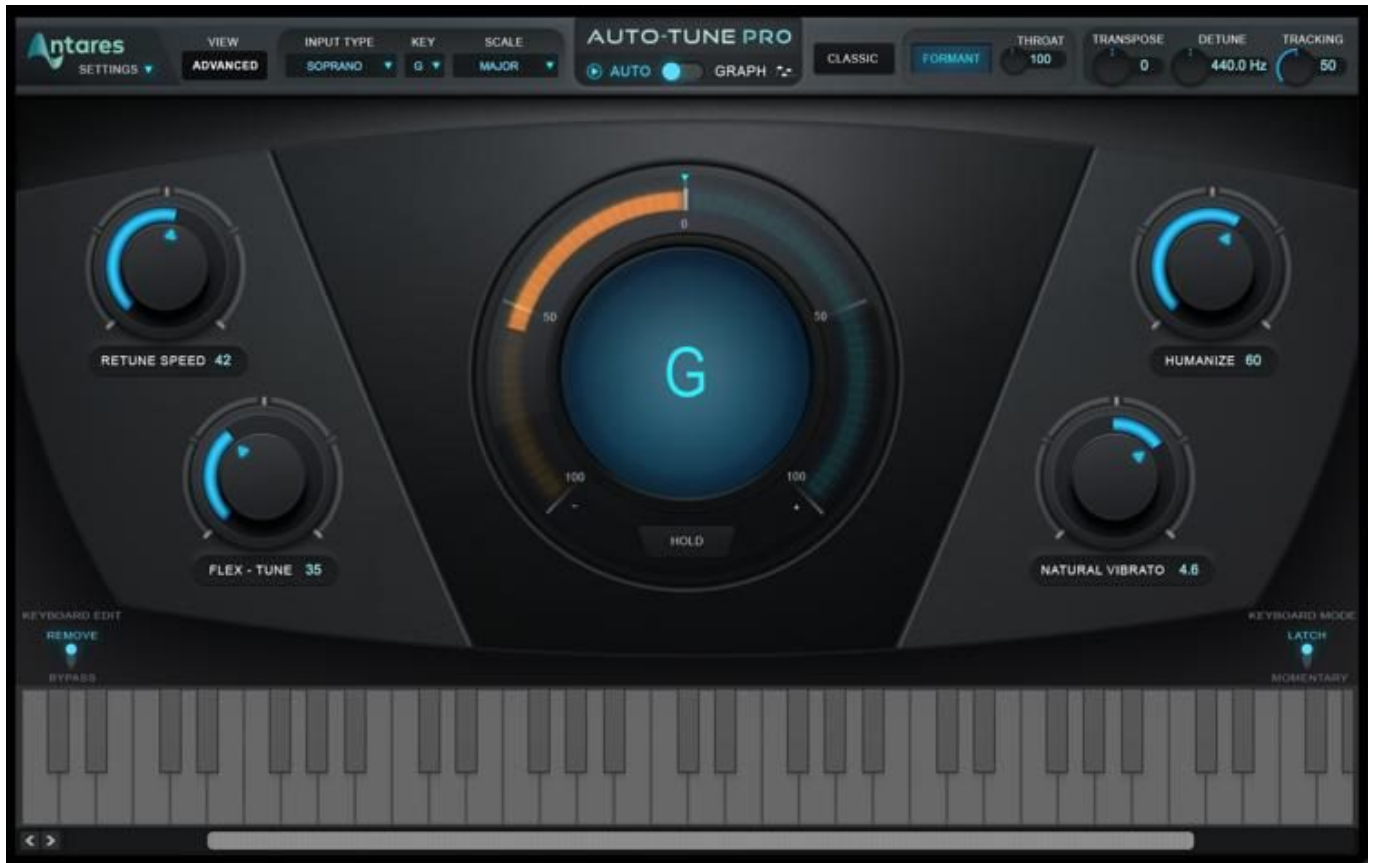 Antares
SETTINGS
VIEW
ADVANCED
INPUT TYPE
SOPRANO
KEY
G
SCALE
MAJOR
AUTO-TUNE PRO
AUTO
GRAPH
CLASSIC
FORMANT
THROAT
100
TRANSPOSE
0
DETUNE
440.0 Hz
TRACKING
50
RETUNE SPEED 42
FLEX - TUNE 35
0
50
50
G
100
100
-
+
HOLD
HUMANIZE 60
NATURAL VIBRATO 4.6
KEYBOARD EDIT
REMOVE
BYPASS
KEYBOARD MODE
LATCH
MOMENTARY